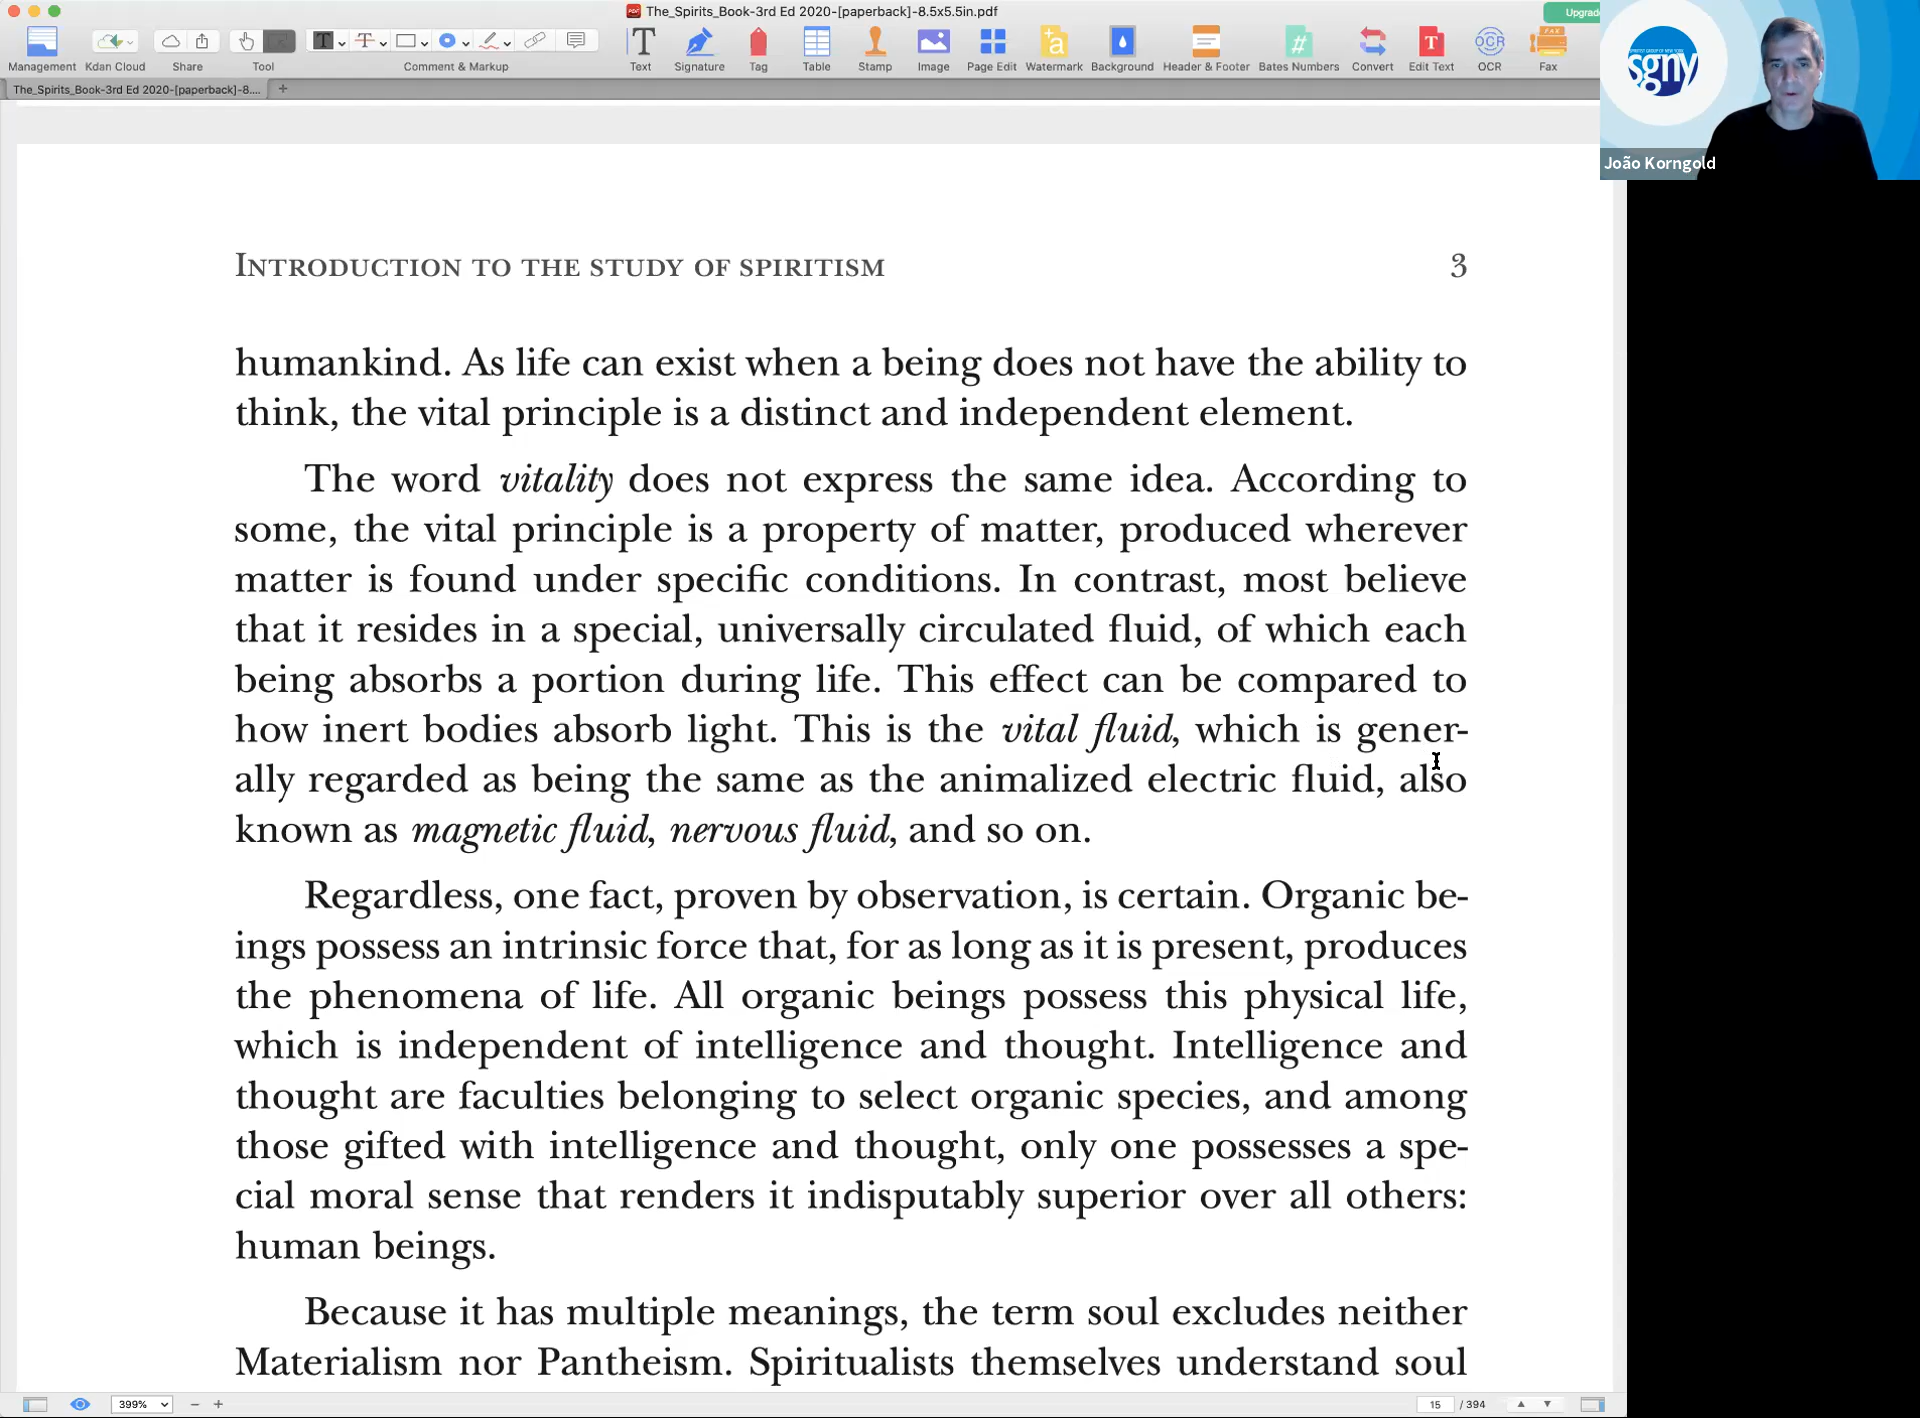 The_Spirits_Book-3rd Ed 2020-[paperback]-8.5x5.5in.pdf
Upgrade
Management Kdan Cloud Share Tool Comment & Markup Text Signature Tag Table Stamp Image Page Edit Watermark Background Header & Footer Bates Numbers Convert Edit Text OCR Fax
The_Spirits_Book-3rd Ed 2020-[paperback]-8....
sgny
João Korngold
INTRODUCTION TO THE STUDY OF SPIRITISM 3
humankind. As life can exist when a being does not have the ability to
think, the vital principle is a distinct and independent element.
The word vitality does not express the same idea. According to
some, the vital principle is a property of matter, produced wherever
matter is found under specific conditions. In contrast, most believe
that it resides in a special, universally circulated fluid, of which each
being absorbs a portion during life. This effect can be compared to
how inert bodies absorb light. This is the vital fluid, which is gener-
ally regarded as being the same as the animalized electric fluid, also
known as magnetic fluid, nervous fluid, and so on.
Regardless, one fact, proven by observation, is certain. Organic be-
ings possess an intrinsic force that, for as long as it is present, produces
the phenomena of life. All organic beings possess this physical life,
which is independent of intelligence and thought. Intelligence and
thought are faculties belonging to select organic species, and among
those gifted with intelligence and thought, only one possesses a spe-
cial moral sense that renders it indisputably superior over all others:
human beings.
Because it has multiple meanings, the term soul excludes neither
Materialism nor Pantheism. Spiritualists themselves understand soul
399% 15 / 394